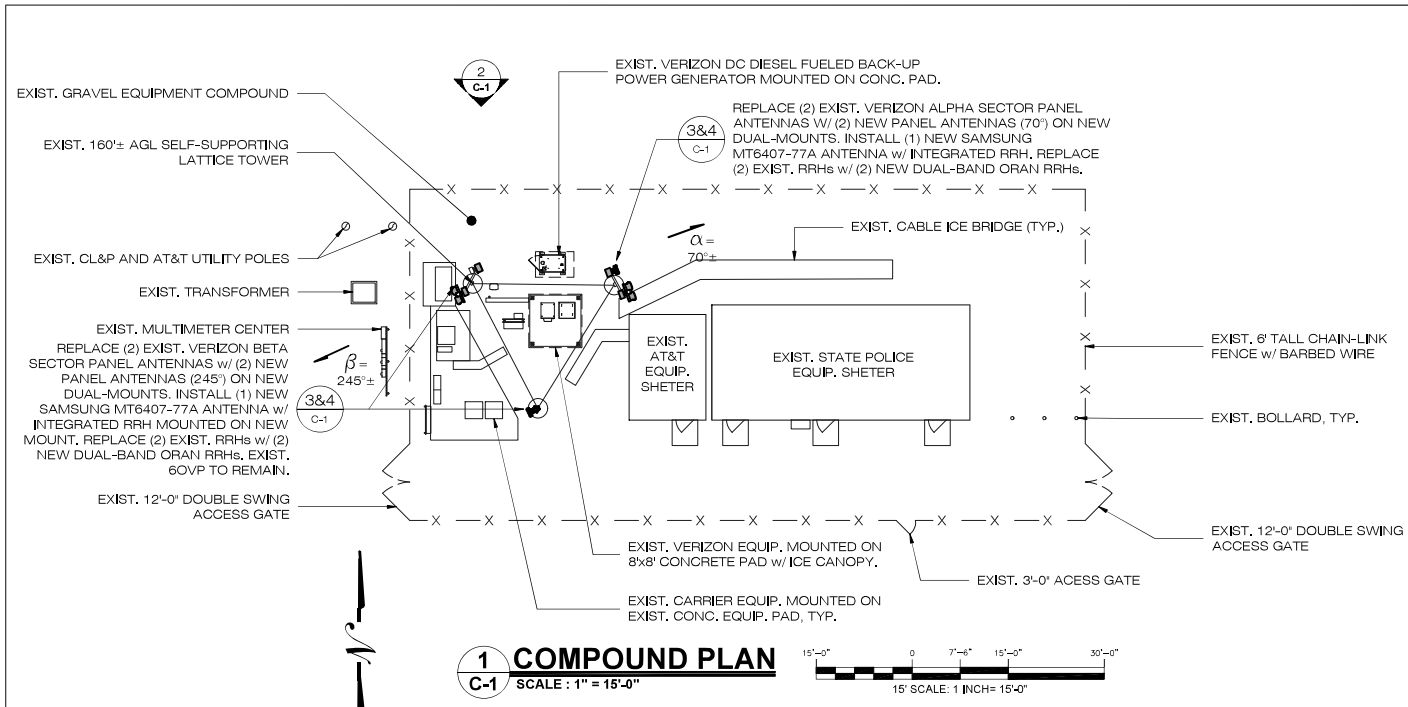 2
C-1
EXIST. VERIZON DC DIESEL FUELED BACK-UP
POWER GENERATOR MOUNTED ON CONC. PAD.
EXIST. GRAVEL EQUIPMENT COMPOUND
3&4
C-1
REPLACE (2) EXIST. VERIZON ALPHA SECTOR PANEL
ANTENNAS W/ (2) NEW PANEL ANTENNAS (70°) ON NEW
DUAL-MOUNTS. INSTALL (1) NEW SAMSUNG
MT6407-77A ANTENNA w/ INTEGRATED RRH. REPLACE
(2) EXIST. RRHs w/ (2) NEW DUAL-BAND ORAN RRHs.
EXIST. 160'± AGL SELF-SUPPORTING
LATTICE TOWER
α =
70°±
EXIST. CABLE ICE BRIDGE (TYP.)
EXIST. CL&P AND AT&T UTILITY POLES
EXIST. TRANSFORMER
EXIST. MULTIMETER CENTER
REPLACE (2) EXIST. VERIZON BETA
SECTOR PANEL ANTENNAS w/ (2) NEW
PANEL ANTENNAS (245°) ON NEW
DUAL-MOUNTS. INSTALL (1) NEW
SAMSUNG MT6407-77A ANTENNA w/
INTEGRATED RRH MOUNTED ON NEW
MOUNT. REPLACE (2) EXIST. RRHs w/ (2)
NEW DUAL-BAND ORAN RRHs. EXIST.
6OVP TO REMAIN.
β =
245°±
3&4
C-1
EXIST.
AT&T
EQUIP.
SHETER
EXIST. STATE POLICE
EQUIP. SHETER
EXIST. 6' TALL CHAIN-LINK
FENCE w/ BARBED WIRE
EXIST. BOLLARD, TYP.
EXIST. 12'-0" DOUBLE SWING
ACCESS GATE
EXIST. 12'-0" DOUBLE SWING
ACCESS GATE
EXIST. VERIZON EQUIP. MOUNTED ON
8'x8' CONCRETE PAD w/ ICE CANOPY.
EXIST. 3'-0" ACESS GATE
EXIST. CARRIER EQUIP. MOUNTED ON
EXIST. CONC. EQUIP. PAD, TYP.
N
1
C-1
COMPOUND PLAN
SCALE : 1" = 15'-0"
15'-0" 0 7'-6" 15'-0" 30'-0"
15' SCALE: 1 INCH= 15'-0"